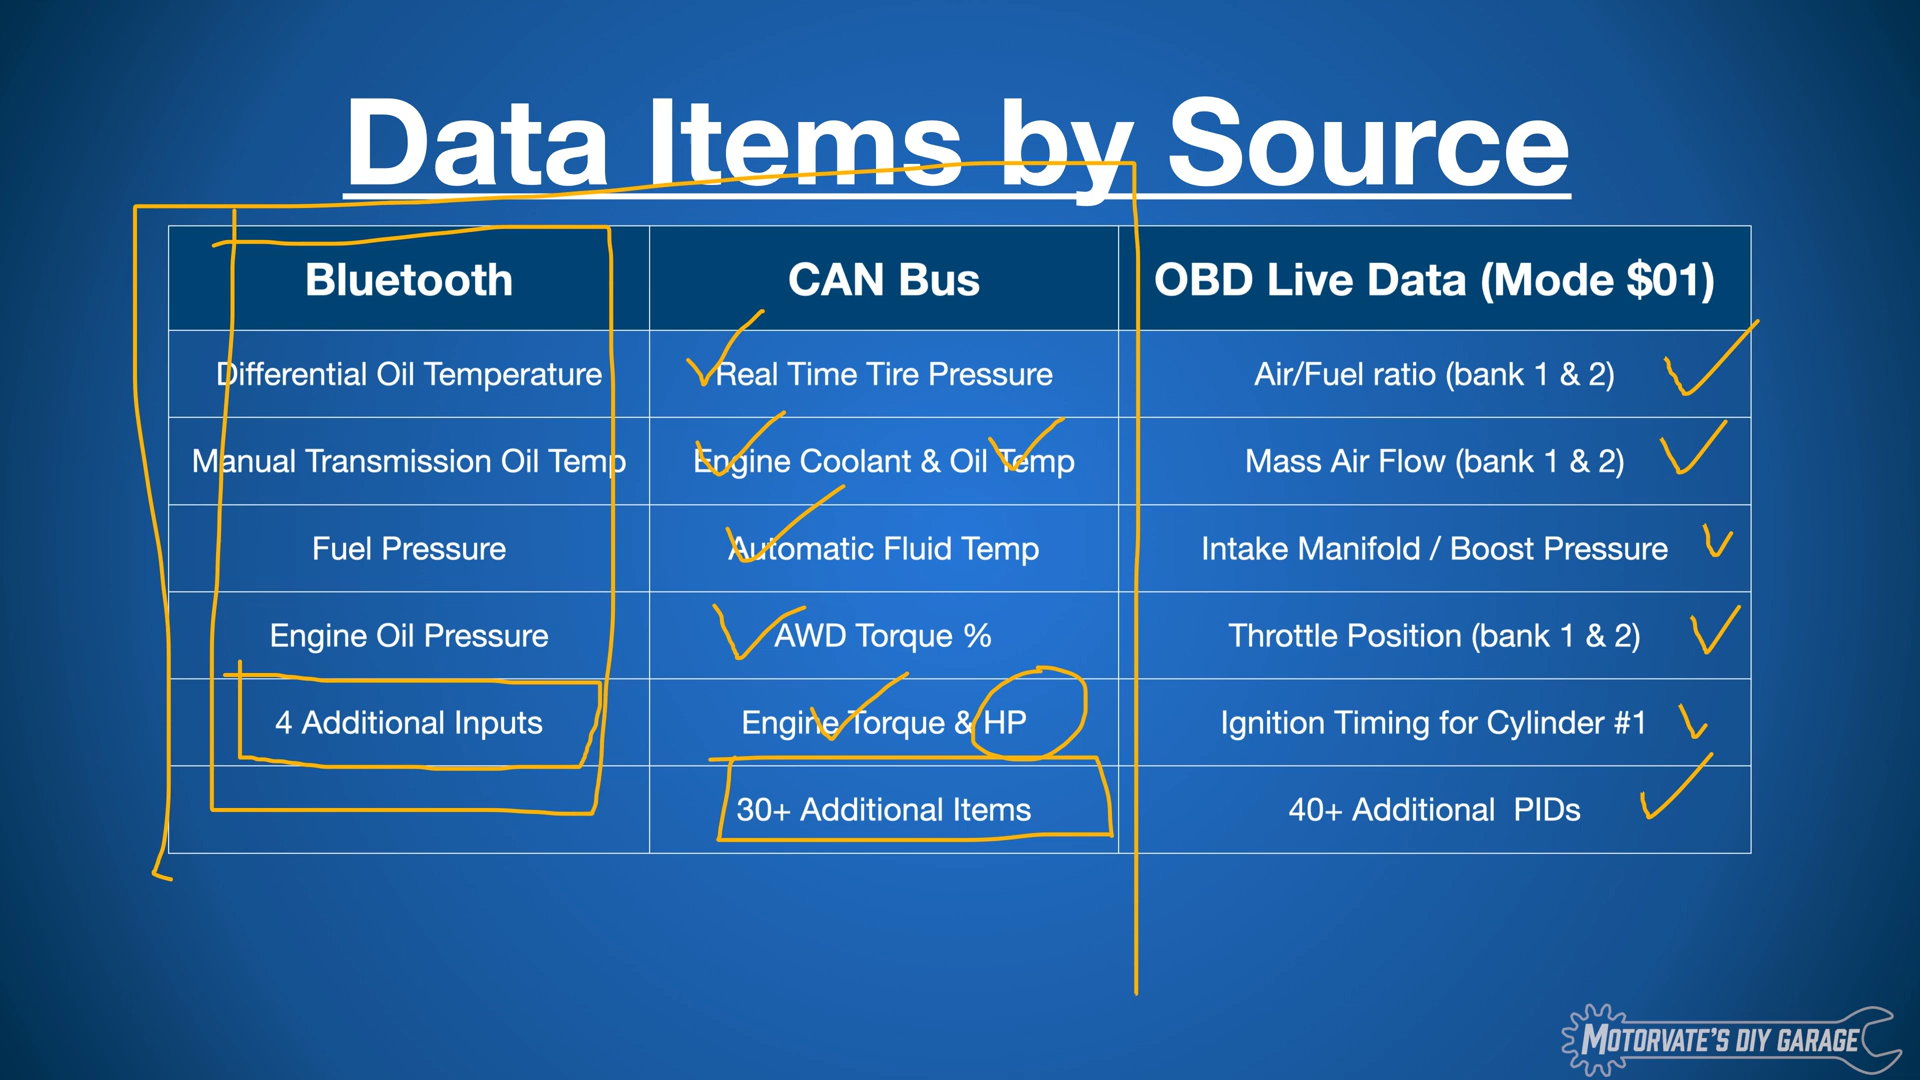 Data Items by Source
Bluetooth CAN Bus OBD Live Data (Mode $01)
Differential Oil Temperature Real Time Tire Pressure Air/Fuel ratio (bank 1 & 2)
Manual Transmission Oil Temp Engine Coolant & Oil Temp Mass Air Flow (bank 1 & 2)
Fuel Pressure Automatic Fluid Temp Intake Manifold / Boost Pressure
Engine Oil Pressure AWD Torque % Throttle Position (bank 1 & 2)
4 Additional Inputs Engine Torque & HP Ignition Timing for Cylinder #1
30+ Additional Items 40+ Additional PIDs
MOTORVATE'S DIY GARAGE